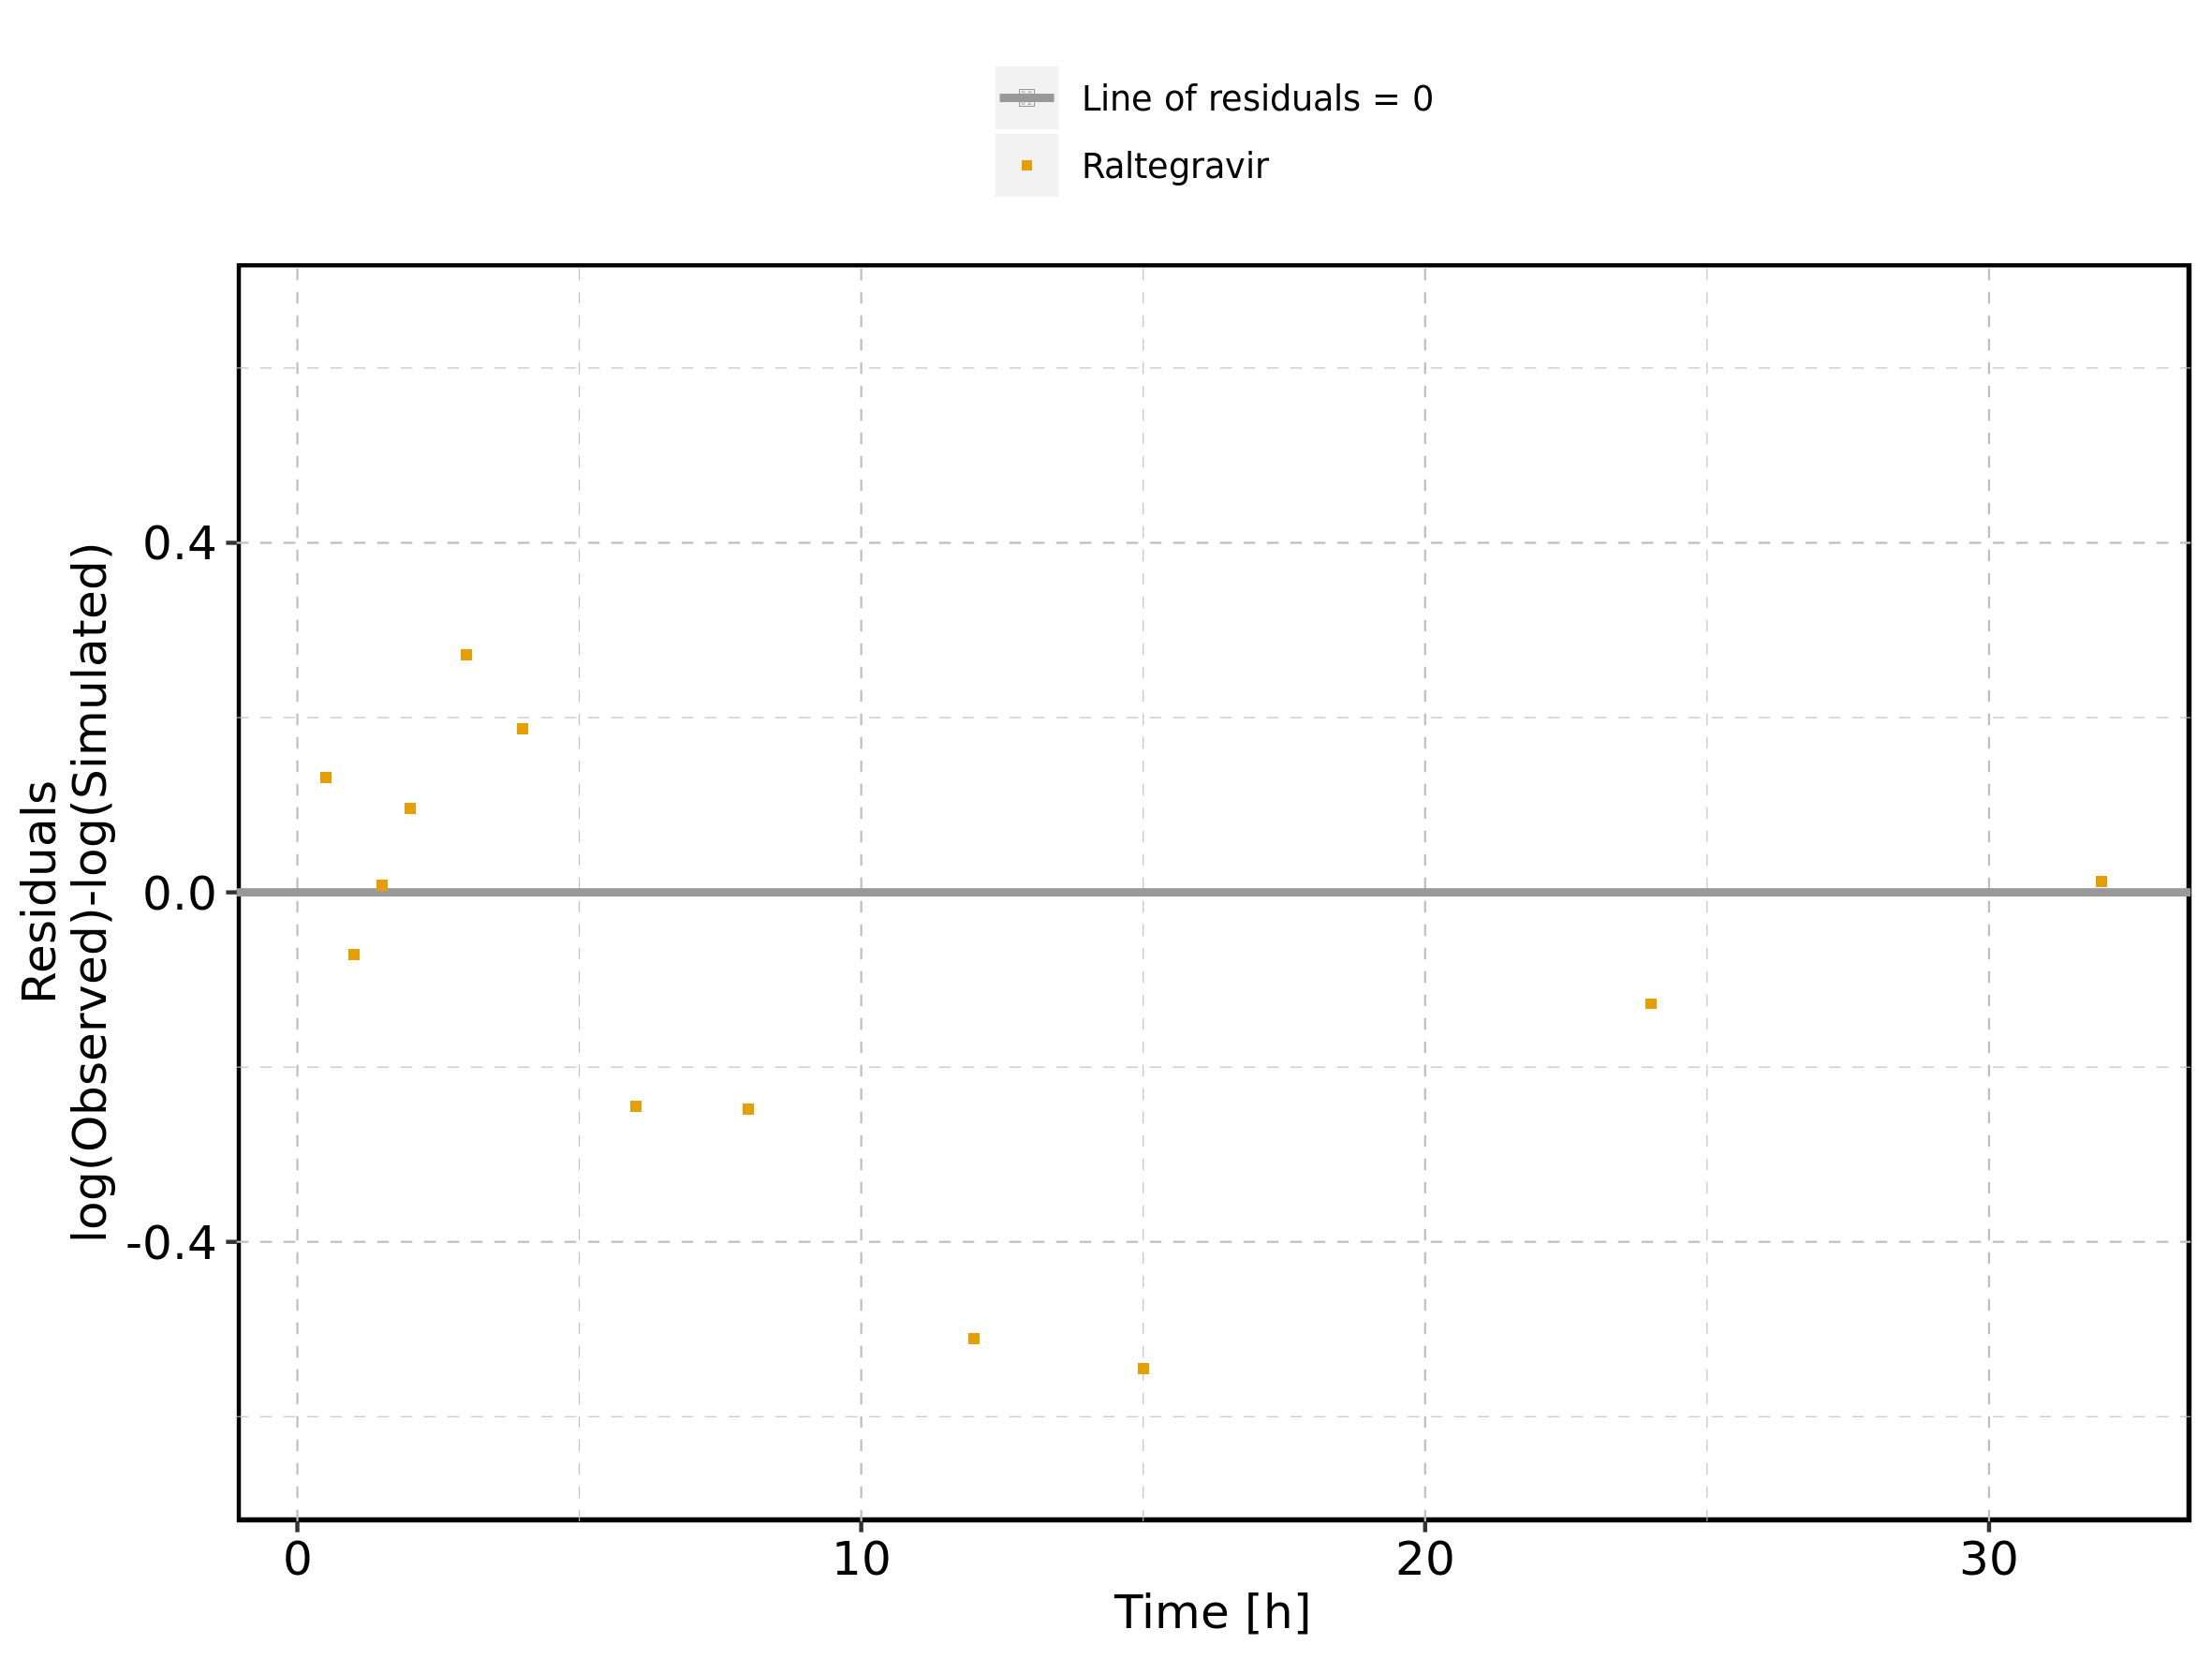 Line of residuals = 0
Raltegravir
Residuals
log(Observed)-log(Simulated)
0.4
0.0
-0.4
0
10
20
30
Time [h]